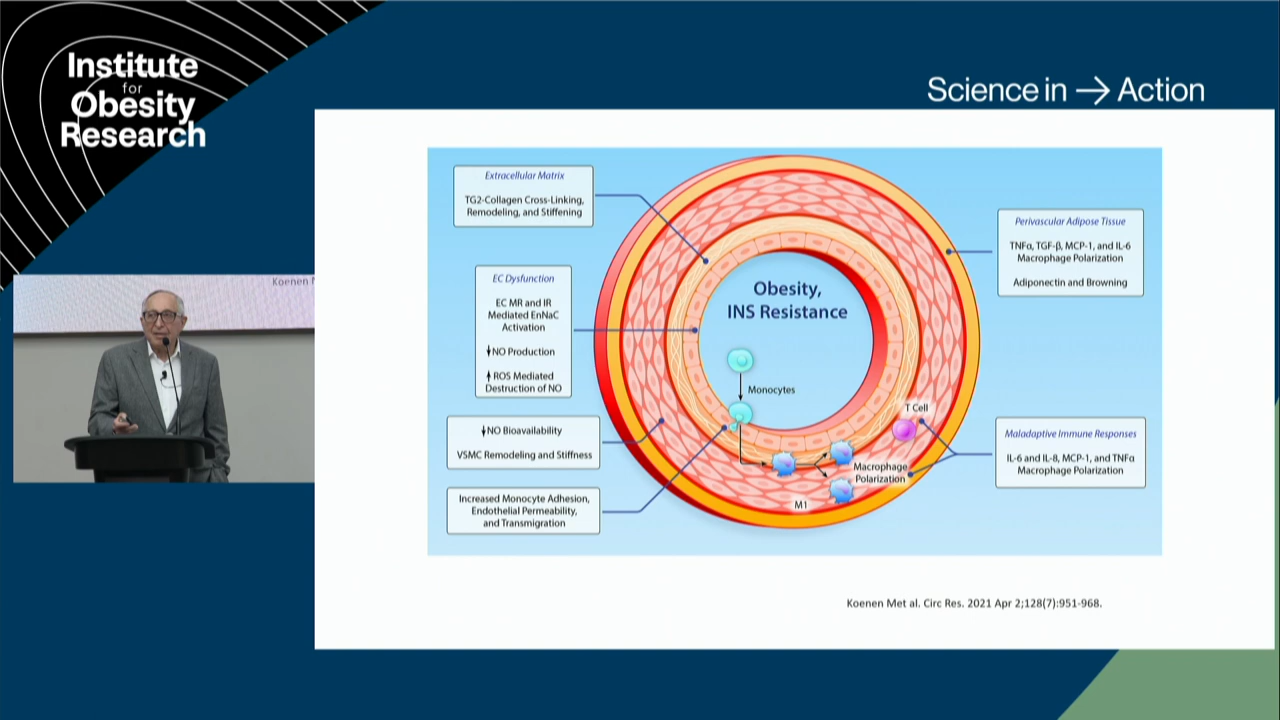 Institute
for
Obesity
Research
Science in → Action
Koenen
Extracellular Matrix
TG2-Collagen Cross-Linking,
Remodeling, and Stiffening
EC Dysfunction
EC MR and IR
Mediated EnNaC
Activation
↓NO Production
↑ROS Mediated
Destruction of NO
↓NO Bioavailability
VSMC Remodeling and Stiffness
Increased Monocyte Adhesion,
Endothelial Permeability,
and Transmigration
Obesity,
INS Resistance
Monocytes
T Cell
Macrophage
Polarization
M1
Perivascular Adipose Tissue
TNFα, TGF-β, MCP-1, and IL-6
Macrophage Polarization
Adiponectin and Browning
Maladaptive Immune Responses
IL-6 and IL-8, MCP-1, and TNFα
Macrophage Polarization
Koenen Met al. Circ Res. 2021 Apr 2;128(7):951-968.